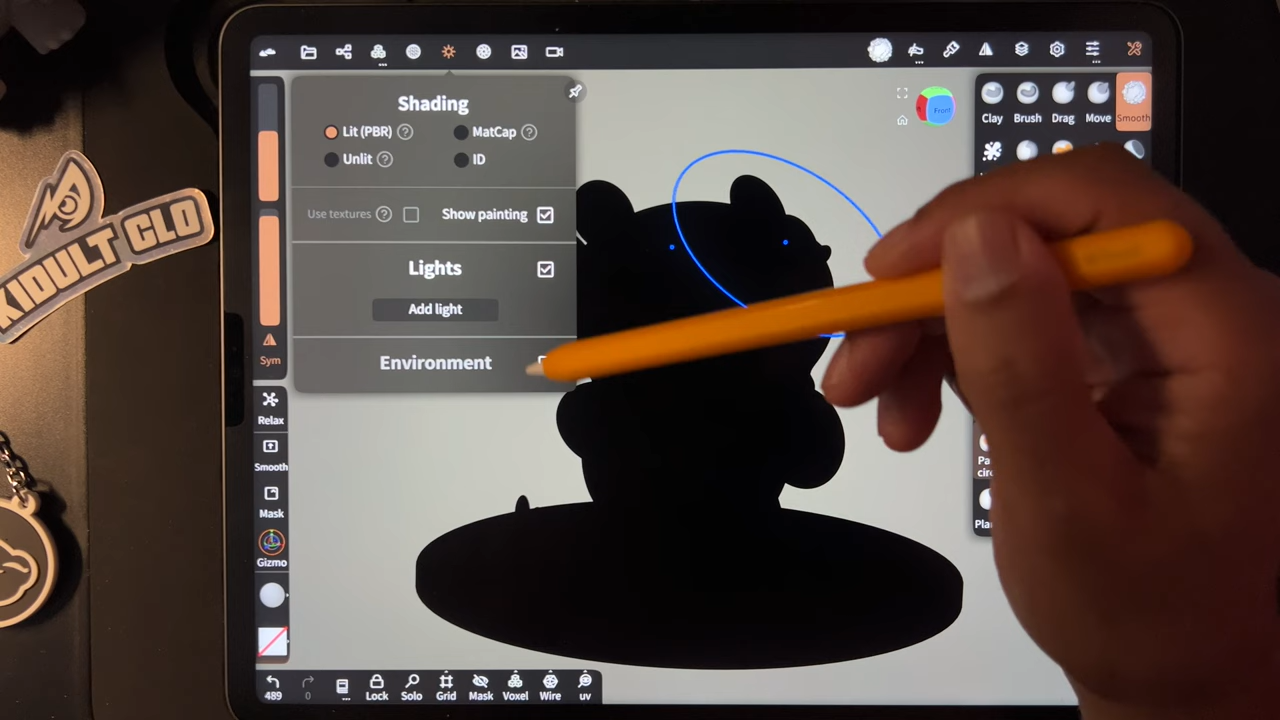 Shading
Lit (PBR) ?
MatCap ?
Unlit ?
ID
Use textures ?
Show painting
Lights
Add light
Environment
Sym
Relax
Smooth
Mask
Gizmo
489
0
Lock
Solo
Grid
Mask
Voxel
Wire
uv
Front
Clay
Brush
Drag
Move
Smooth
KIDULT CLO